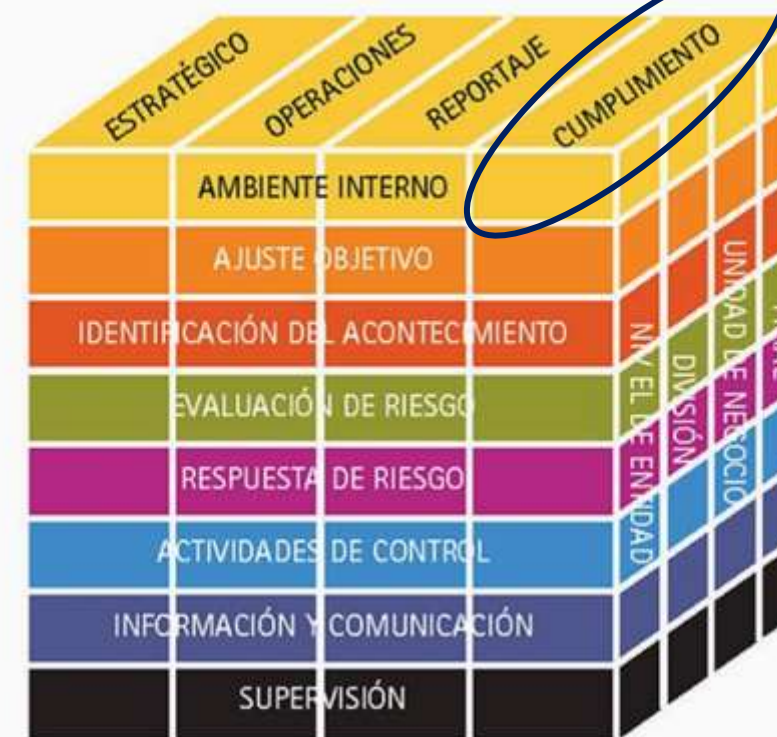 ESTRATÉGICO
OPERACIONES
REPORTAJE
CUMPLIMIENTO
AMBIENTE INTERNO
AJUSTE OBJETIVO
IDENTIFICACIÓN DEL ACONTECIMIENTO
EVALUACIÓN DE RIESGO
RESPUESTA DE RIESGO
ACTIVIDADES DE CONTROL
INFORMACIÓN Y COMUNICACIÓN
SUPERVISIÓN
NIVEL DE ENTIDAD
DIVISIÓN
UNIDAD DE NEGOCIO